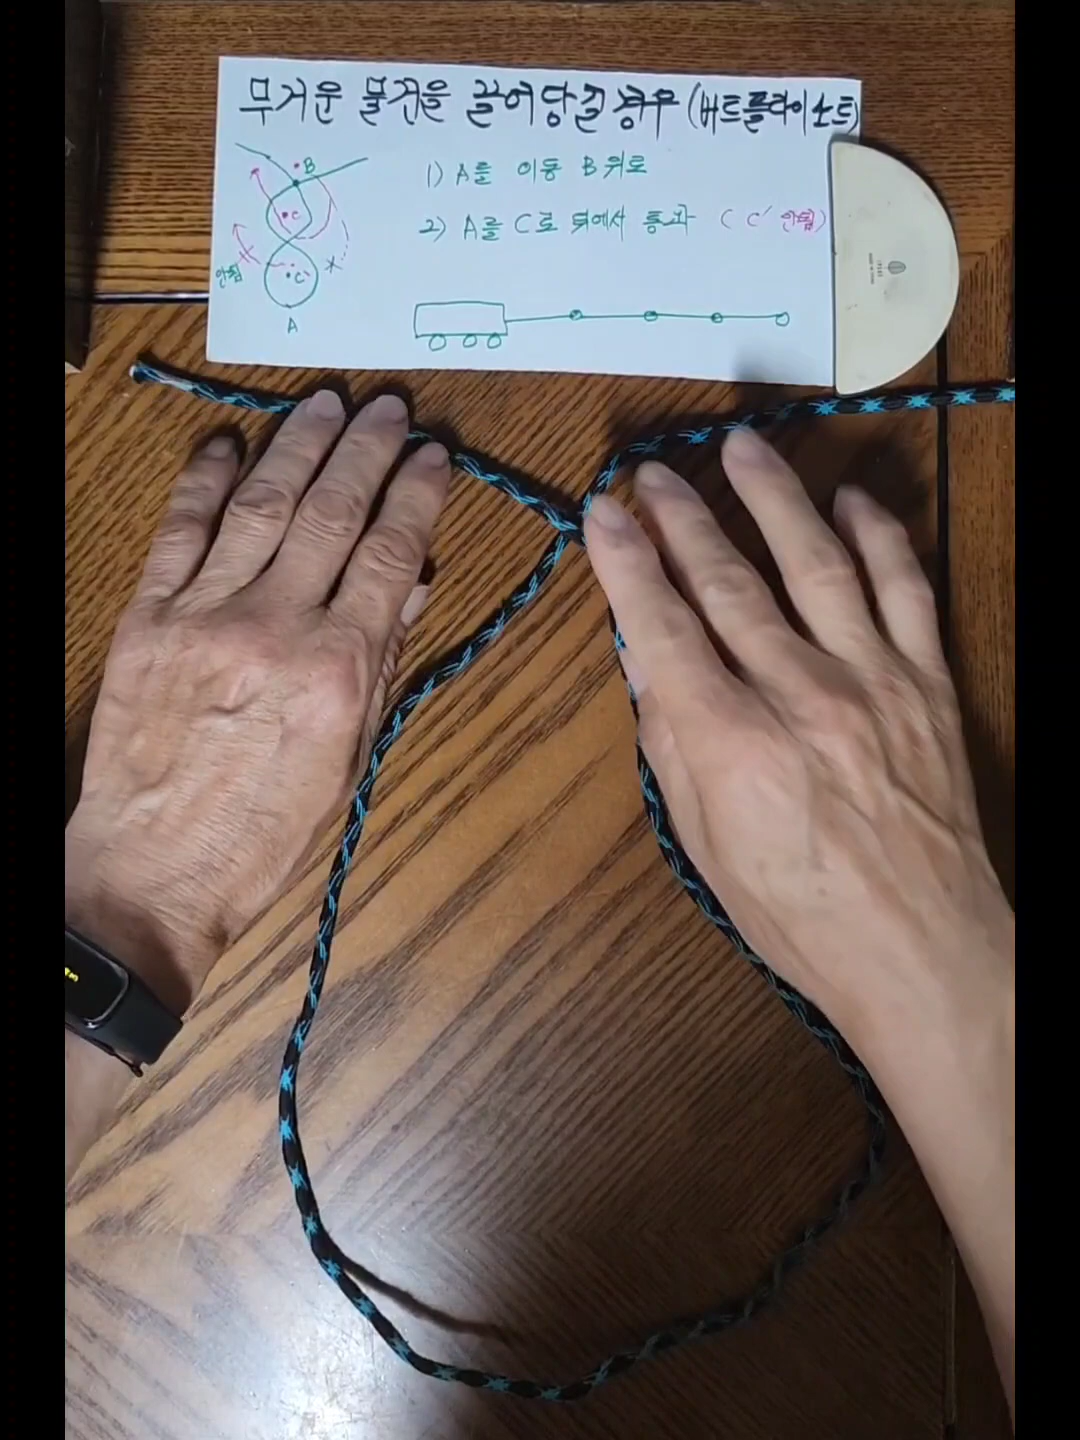 무거운 물건을 끌어당길 경우 (버트플라이 노트)
B
1) A를 이동 B 위로
C
2) A를 C로 뒤에서 통과 ( C' 안됨)
안됨
C'
A